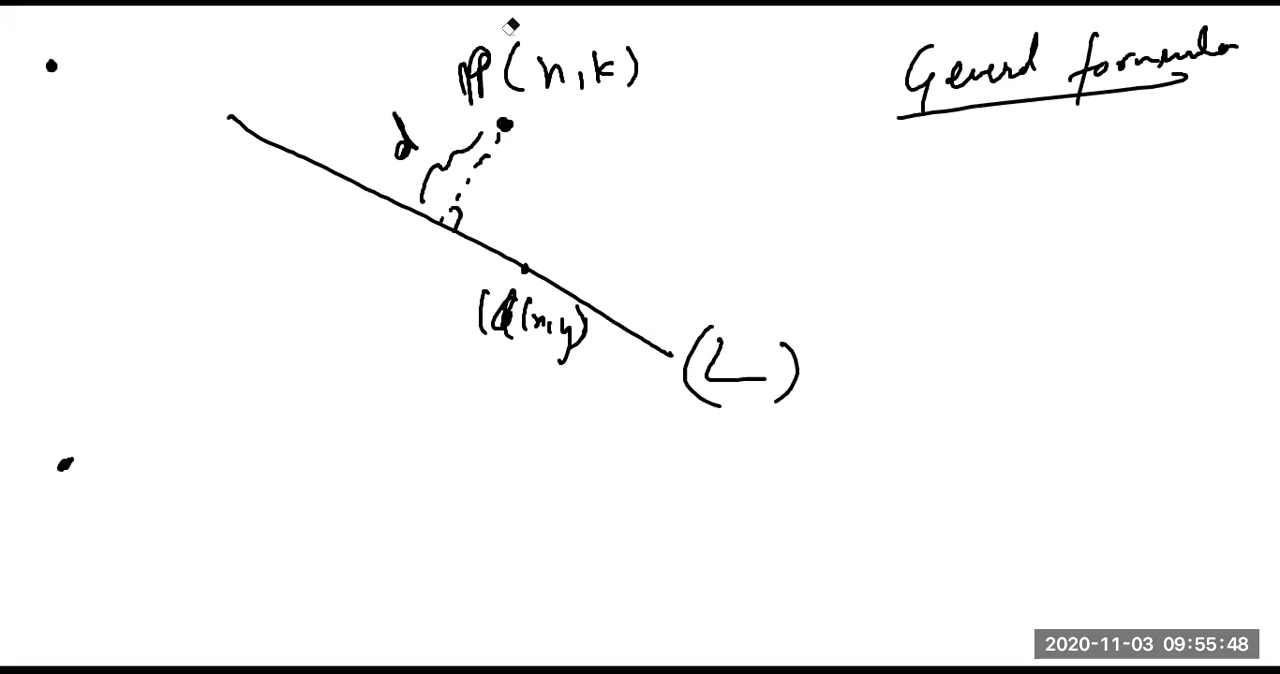 P(h,k)
General formula
d
(x,y)
(L)
2020-11-03 09:55:48